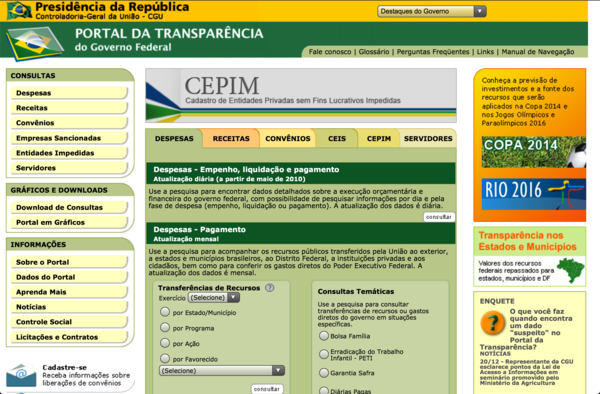 Presidência da República
Controladoria-Geral da União - CGU
Destaques do Governo
PORTAL DA TRANSPARÊNCIA
do Governo Federal
Fale conosco | Glossário | Perguntas Freqüentes | Links | Manual de Navegação
CONSULTAS
Despesas
Receitas
Convênios
Empresas Sancionadas
Entidades Impedidas
Servidores
GRÁFICOS E DOWNLOADS
Download de Consultas
Portal em Gráficos
INFORMAÇÕES
Sobre o Portal
Dados do Portal
Aprenda Mais
Notícias
Controle Social
Licitações e Contratos
Cadastre-se
Receba informações sobre
liberações de convênios
CEPIM
Cadastro de Entidades Privadas sem Fins Lucrativos Impedidas
DESPESAS
RECEITAS
CONVÊNIOS
CEIS
CEPIM
SERVIDORES
Despesas - Empenho, liquidação e pagamento
Atualização diária (a partir de maio de 2010)
Use a pesquisa para encontrar dados detalhados sobre a execução orçamentária e
financeira do governo federal, com possibilidade de pesquisar informações por dia e pela
fase de despesa (empenho, liquidação ou pagamento). A atualização dos dados é diária.
consultar
Despesas - Pagamento
Atualização mensal
Use a pesquisa para acompanhar os recursos públicos transferidos pela União ao exterior,
a estados e municípios brasileiros, ao Distrito Federal, a instituições privadas e aos
cidadãos, bem como para conferir os gastos diretos do Poder Executivo Federal. A
atualização dos dados é mensal.
Transferências de Recursos ?
Exercício (Selecione)
por Estado/Município
por Programa
por Ação
por Favorecido
(Selecione)
consultar
Consultas Temáticas
Use a pesquisa para consultar
transferências de recursos ou gastos
diretos do governo em situações
específicas.
Bolsa Família
Erradicação do Trabalho
Infantil - PETI
Garantia Safra
Diárias Pagas
Conheça a previsão de
investimentos e a fonte dos
recursos que serão
aplicados na Copa 2014 e
nos Jogos Olímpicos e
Paraolímpicos 2016
COPA 2014
RIO 2016
Transparência nos
Estados e Municípios
Valores dos recursos
federais repassados para
estados, municípios e DF
ENQUETE
?
O que você faz
quando encontra
um dado
"suspeito" no
Portal da
Transparência?
NOTÍCIAS
20/12 - Representante da CGU
esclarece pontos da Lei de
Acesso a Informações em
seminário promovido pelo
Ministério da Agricultura